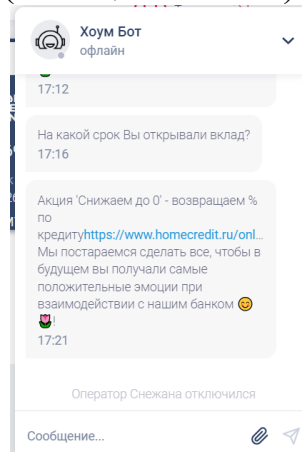 Хоум Бот
офлайн
17:12
На какой срок Вы открывали вклад?
17:16
Акция 'Снижаем до 0' - возвращаем %
по
кредитуhttps://www.homecredit.ru/onl...
Мы постараемся сделать все, чтобы в
будущем вы получали самые
положительные эмоции при
взаимодействии с нашим банком 😊
🌷!
17:21
Оператор Снежана отключился
Сообщение...